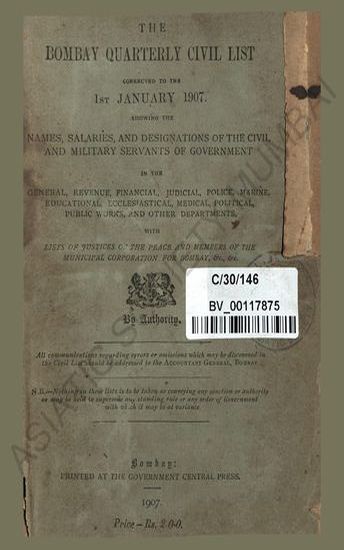 THE
BOMBAY QUARTERLY CIVIL LIST
CORRECTED TO THE
1ST JANUARY 1907.
SHOWING THE
NAMES, SALARIES, AND DESIGNATIONS OF THE CIVIL
AND MILITARY SERVANTS OF GOVERNMENT
IN THE
GENERAL, REVENUE, FINANCIAL, JUDICIAL, POLICE, MARINE,
EDUCATIONAL, ECCLESIASTICAL, MEDICAL, POLITICAL,
PUBLIC WORKS, AND OTHER DEPARTMENTS,
WITH
LISTS OF JUSTICES OF THE PEACE AND MEMBERS OF THE
MUNICIPAL CORPORATION FOR BOMBAY, &c., &c.
C/30/146
BV_00117875
By Authority.
All communications regarding errors or omissions which may be discovered in
the Civil List should be addressed to the ACCOUNTANT GENERAL, BOMBAY.
N.B.—Nothing in these lists is to be taken as conveying any sanction or authority
or may be held to supersede any standing rule or any order of Government
with which it may be at variance
Bombay:
PRINTED AT THE GOVERNMENT CENTRAL PRESS.
1907.
Price—Rs. 2-0-0.